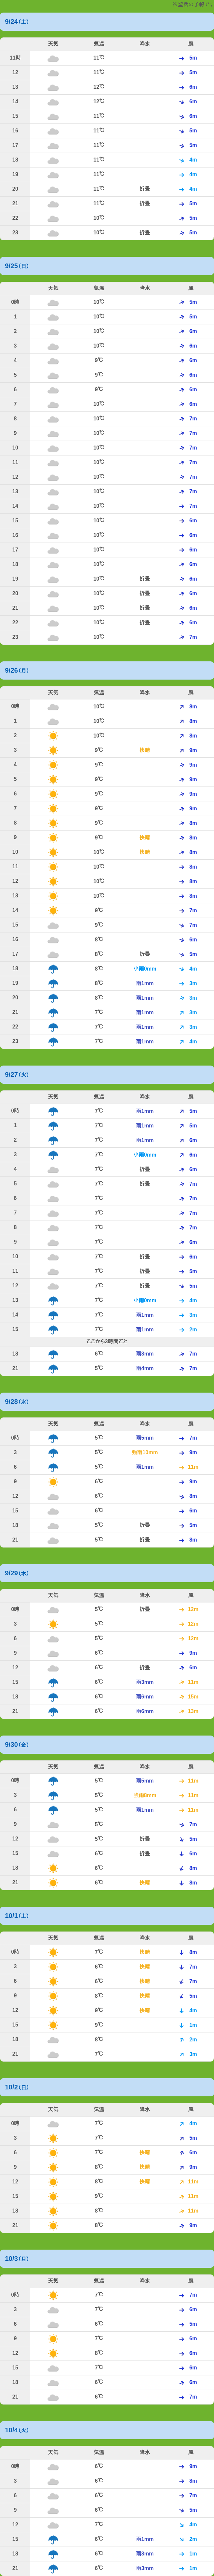 9/24(土)
天気 気温 降水 風
11時 11℃ 5m
12 11℃ 5m
13 12℃ 6m
14 12℃ 6m
15 11℃ 6m
16 11℃ 5m
17 11℃ 5m
18 11℃ 4m
19 11℃ 4m
20 11℃ 折畳 4m
21 11℃ 折畳 5m
22 10℃ 5m
23 10℃ 折畳 5m
9/25(日)
天気 気温 降水 風
0時 10℃ 5m
1 10℃ 5m
2 10℃ 6m
3 10℃ 6m
4 9℃ 6m
5 9℃ 6m
6 9℃ 6m
7 10℃ 6m
8 10℃ 7m
9 10℃ 7m
10 10℃ 7m
11 10℃ 7m
12 10℃ 7m
13 10℃ 7m
14 10℃ 7m
15 10℃ 6m
16 10℃ 6m
17 10℃ 6m
18 10℃ 6m
19 10℃ 折畳 6m
20 10℃ 折畳 6m
21 10℃ 折畳 6m
22 10℃ 折畳 6m
23 10℃ 7m
9/26(月)
天気 気温 降水 風
0時 10℃ 8m
1 10℃ 8m
2 10℃ 8m
3 9℃ 快晴 9m
4 9℃ 9m
5 9℃ 9m
6 9℃ 9m
7 9℃ 9m
8 9℃ 8m
9 9℃ 快晴 8m
10 10℃ 快晴 8m
11 10℃ 8m
12 10℃ 8m
13 10℃ 8m
14 9℃ 7m
15 9℃ 7m
16 8℃ 6m
17 8℃ 折畳 5m
18 8℃ 小雨0mm 4m
19 8℃ 雨1mm 3m
20 8℃ 雨1mm 3m
21 7℃ 雨1mm 3m
22 7℃ 雨1mm 3m
23 7℃ 雨1mm 4m
9/27(火)
天気 気温 降水 風
0時 7℃ 雨1mm 5m
1 7℃ 雨1mm 5m
2 7℃ 雨1mm 6m
3 7℃ 小雨0mm 6m
4 7℃ 折畳 6m
5 7℃ 折畳 7m
6 7℃ 7m
7 7℃ 7m
8 7℃ 7m
9 7℃ 6m
10 7℃ 折畳 6m
11 7℃ 折畳 5m
12 7℃ 折畳 5m
13 7℃ 小雨0mm 4m
14 7℃ 雨1mm 3m
15 7℃ 雨1mm 2m
ここから3時間ごと
18 6℃ 雨3mm 7m
21 5℃ 雨4mm 7m
9/28(水)
天気 気温 降水 風
0時 5℃ 雨5mm 7m
3 5℃ 強雨10mm 9m
6 5℃ 雨1mm 11m
9 6℃ 9m
12 6℃ 8m
15 6℃ 6m
18 5℃ 折畳 5m
21 5℃ 折畳 8m
9/29(木)
天気 気温 降水 風
0時 5℃ 折畳 12m
3 5℃ 12m
6 5℃ 12m
9 6℃ 9m
12 6℃ 折畳 6m
15 6℃ 雨3mm 11m
18 6℃ 雨6mm 15m
21 6℃ 雨6mm 13m
9/30(金)
天気 気温 降水 風
0時 5℃ 雨5mm 11m
3 5℃ 強雨8mm 11m
6 5℃ 雨1mm 11m
9 5℃ 7m
12 5℃ 折畳 5m
15 6℃ 折畳 6m
18 6℃ 8m
21 6℃ 快晴 8m
10/1(土)
天気 気温 降水 風
0時 7℃ 快晴 8m
3 6℃ 快晴 7m
6 6℃ 快晴 7m
9 8℃ 快晴 5m
12 9℃ 快晴 4m
15 9℃ 1m
18 8℃ 2m
21 7℃ 3m
10/2(日)
天気 気温 降水 風
0時 7℃ 4m
3 7℃ 5m
6 7℃ 快晴 6m
9 8℃ 快晴 9m
12 8℃ 快晴 11m
15 9℃ 11m
18 8℃ 11m
21 8℃ 9m
10/3(月)
天気 気温 降水 風
0時 7℃ 7m
3 7℃ 6m
6 6℃ 5m
9 7℃ 6m
12 8℃ 6m
15 7℃ 6m
18 6℃ 6m
21 6℃ 7m
10/4(火)
天気 気温 降水 風
0時 6℃ 9m
3 6℃ 8m
6 6℃ 7m
9 6℃ 5m
12 7℃ 4m
15 6℃ 雨1mm 2m
18 6℃ 雨3mm 1m
21 6℃ 雨3mm 1m